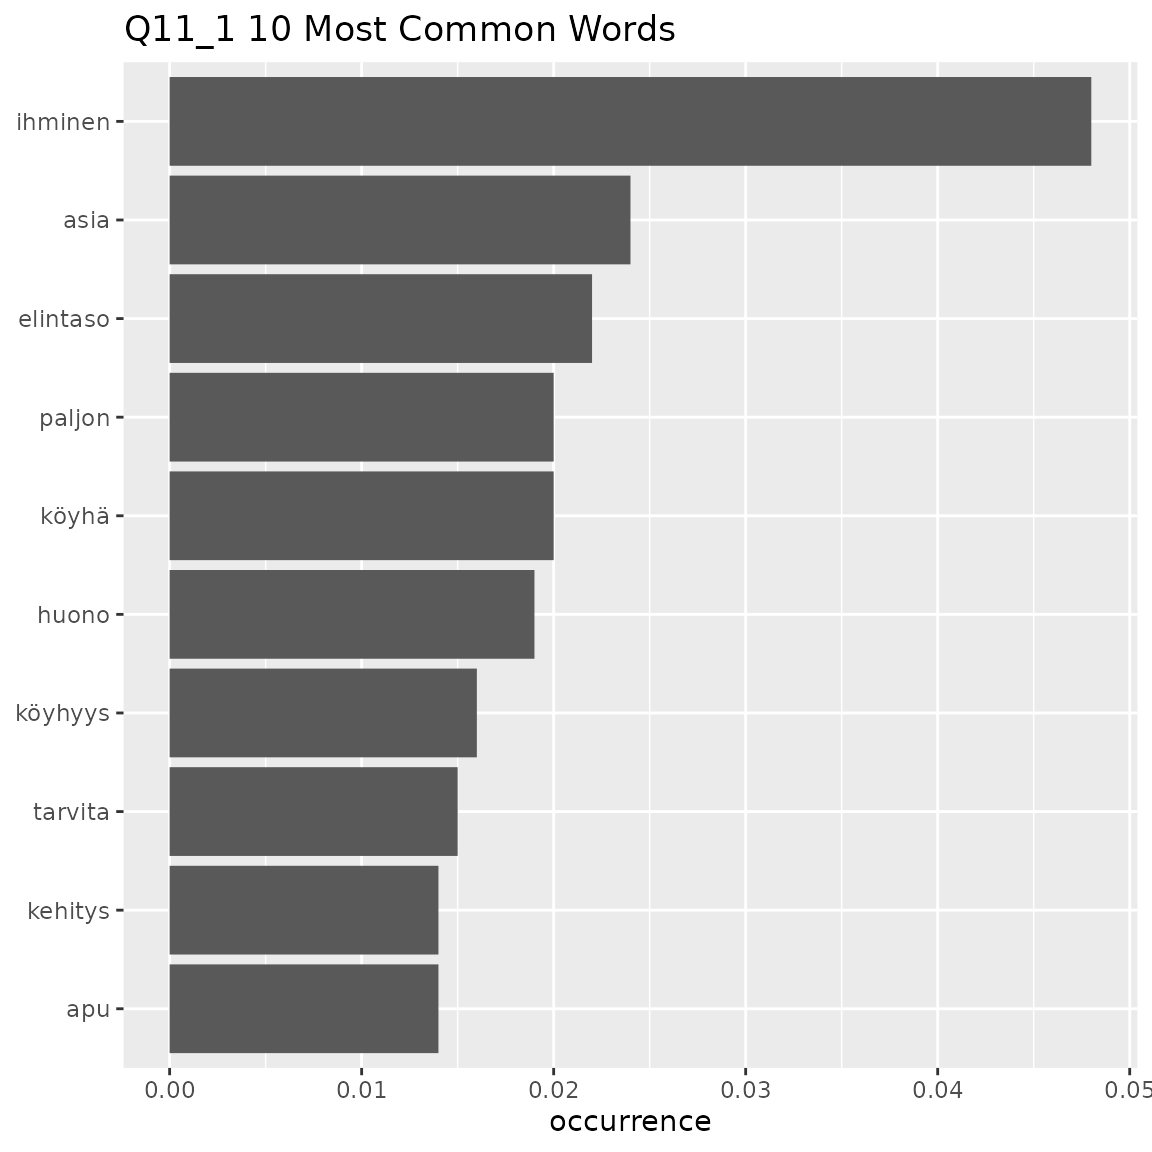 Q11_1 10 Most Common Words
ihminen
asia
elintaso
paljon
köyhä
huono
köyhyys
tarvita
kehitys
apu
0.00 0.01 0.02 0.03 0.04 0.05
occurrence